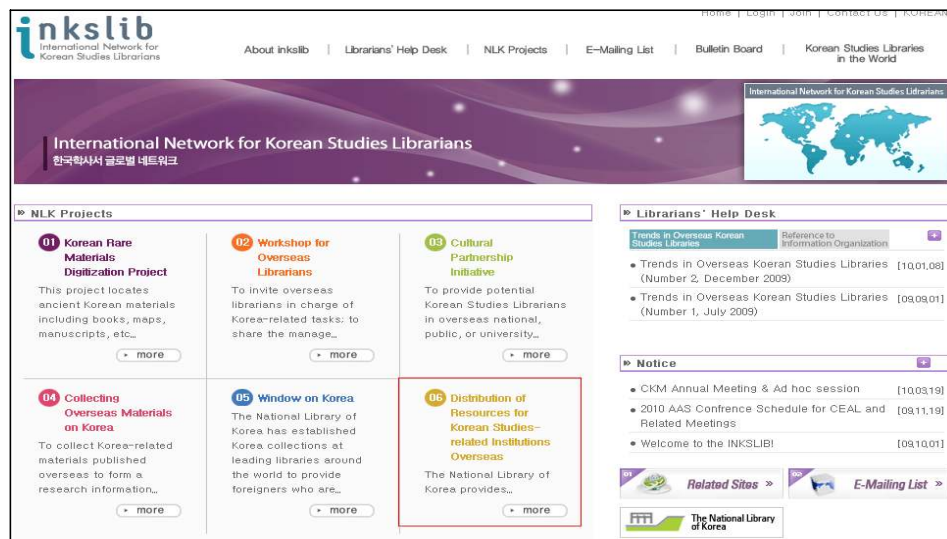 Home | Login | Join | Contact Us | KOREAN
inkslib
International Network for
Korean Studies Librarians
About inkslib | Librarians' Help Desk | NLK Projects | E-Mailing List | Bulletin Board | Korean Studies Libraries
in the World
International Network for Korean Studies Librarians
한국학사서 글로벌 네트워크
International Network for Korean Studies Lidrarians
NLK Projects
01 Korean Rare
Materials
Digitization Project
This project locates
ancient Korean materials
including books, maps,
manuscripts, etc...
more
02 Workshop for
Overseas
Librarians
To invite overseas
librarians in charge of
Korea-related tasks; to
share the manage...
more
03 Cultural
Partnership
Initiative
To provide potential
Korean Studies Librarians
in overseas national,
public, or university...
more
04 Collecting
Overseas Materials
on Korea
To collect Korea-related
materials published
overseas to form a
research information...
more
05 Window on Korea
The National Library of
Korea has established
Korea collections at
leading libraries around
the world to provide
foreigners who are...
more
06 Distribution of
Resources for
Korean Studies-
related Institutions
Overseas
The National Library of
Korea provides...
more
Librarians' Help Desk
Trends in Overseas Korean
Studies Libraries
Reference to
Information Organization
Trends in Overseas Koeran Studies Libraries [10,01,08]
(Number 2, December 2009)
Trends in Overseas Korean Studies Libraries [09,09,01]
(Number 1, July 2009)
Notice
CKM Annual Meeting & Ad hoc session [10,03,19]
2010 AAS Confrence Schedule for CEAL and [09,11,19]
Related Meetings
Welcome to the INKSLIB! [09,10,01]
01 Related Sites »
02 E-Mailing List »
The National Library
of Korea